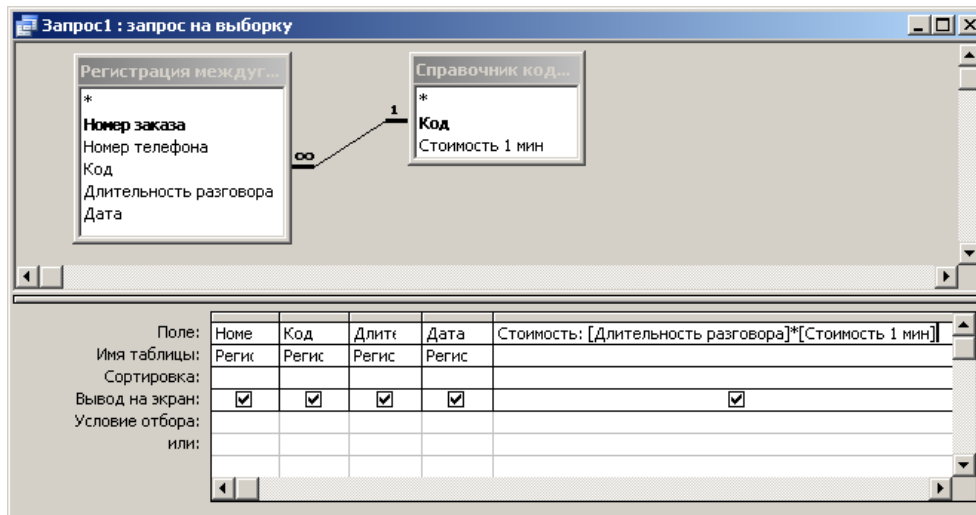 Запрос1 : запрос на выборку
Регистрация междуг...
*
Номер заказа
Номер телефона
Код
Длительность разговора
Дата
∞
1
Справочник код...
*
Код
Стоимость 1 мин
Поле: Номе Код Длите Дата Стоимость: [Длительность разговора]*[Стоимость 1 мин]
Имя таблицы: Регис Регис Регис Регис
Сортировка:
Вывод на экран:
Условие отбора:
или: